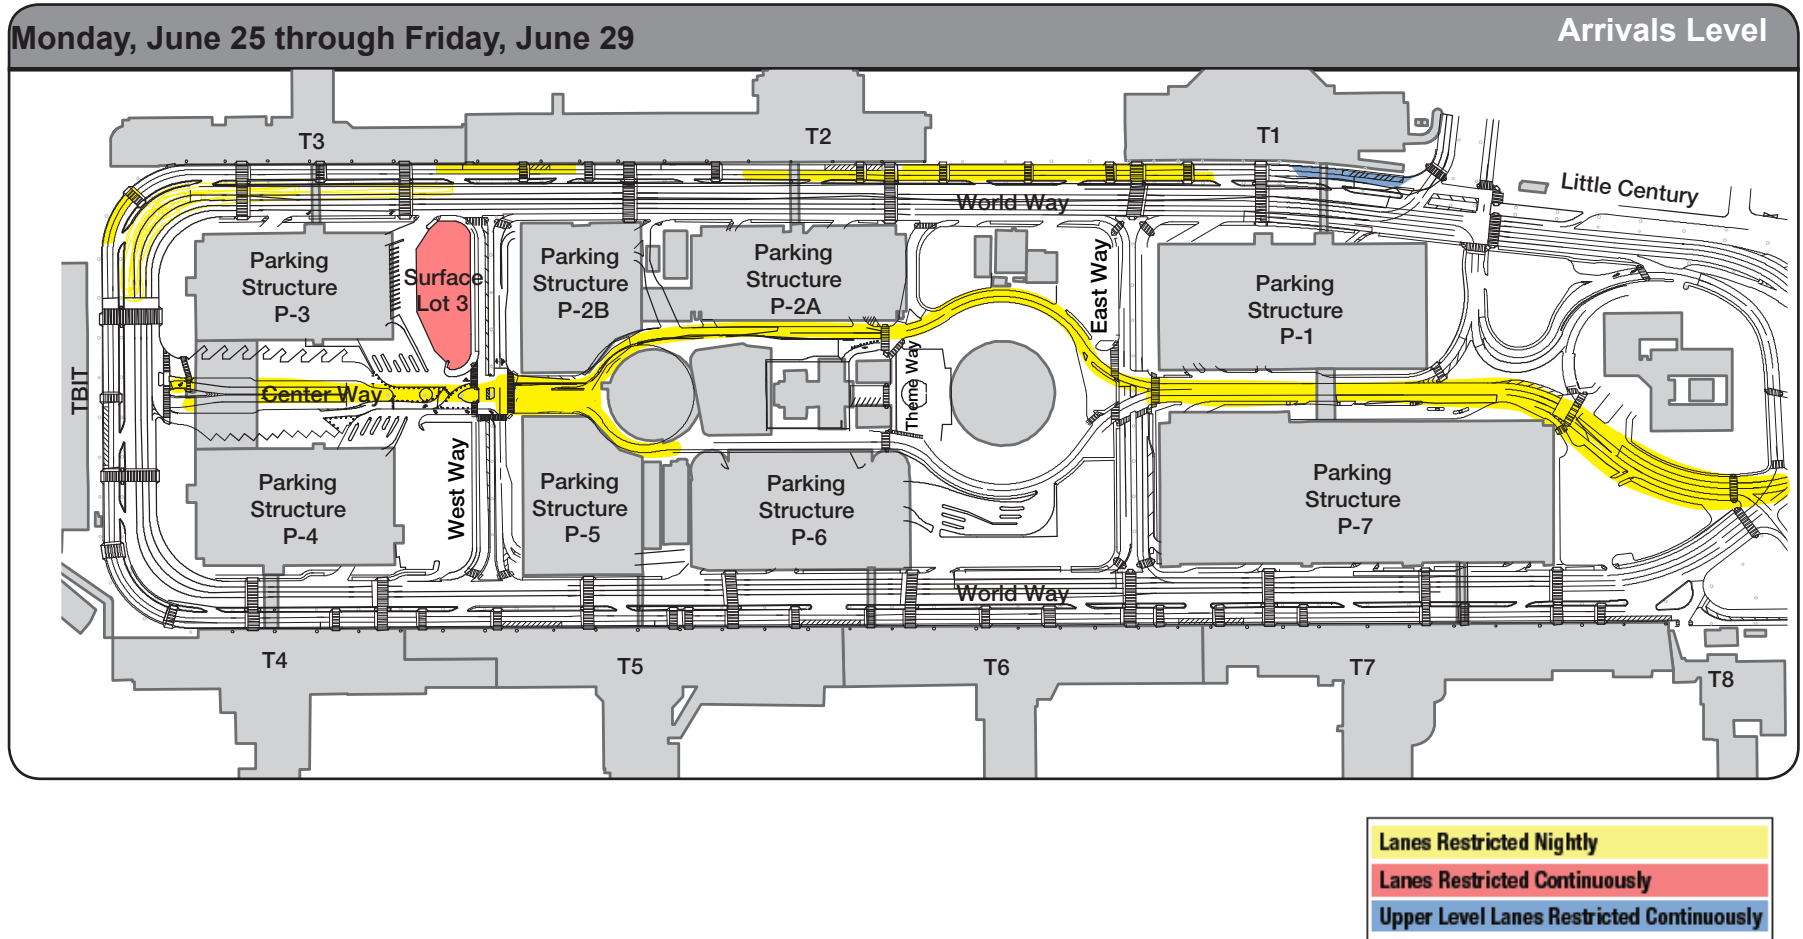 Monday, June 25 through Friday, June 29
Arrivals Level
T3
T2
T1
Little Century
World Way
Parking
Structure
P-3
Surface
Lot 3
Parking
Structure
P-2B
Parking
Structure
P-2A
East Way
Parking
Structure
P-1
TBIT
Center Way
Theme Way
West Way
Parking
Structure
P-4
Parking
Structure
P-5
Parking
Structure
P-6
Parking
Structure
P-7
World Way
T4
T5
T6
T7
T8
Lanes Restricted Nightly
Lanes Restricted Continuously
Upper Level Lanes Restricted Continuously